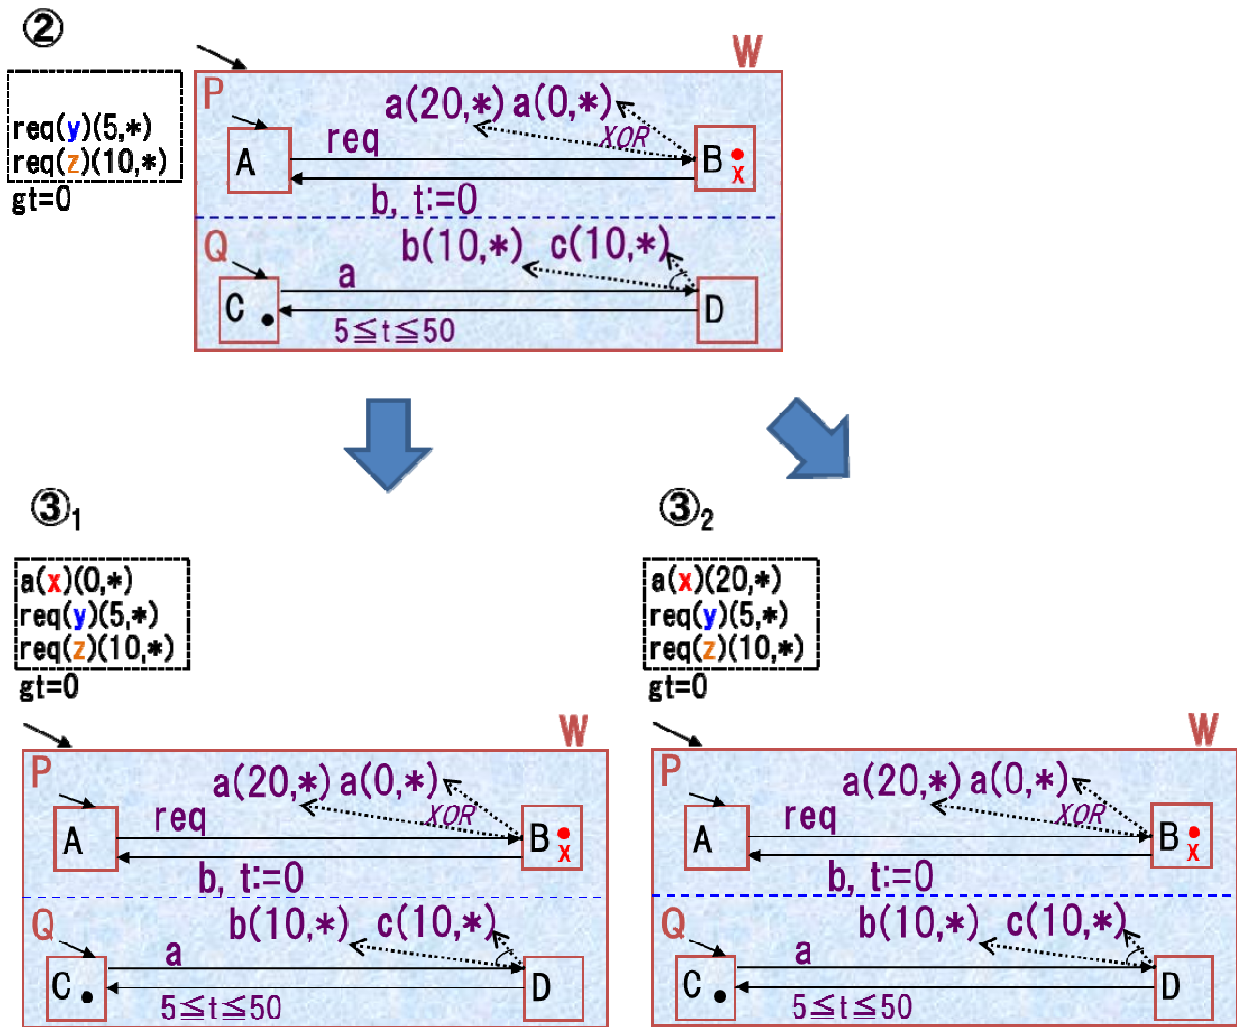 ②
W
req(y)(5,*)
req(z)(10,*)
gt=0
P
a(20,*) a(0,*)
XOR
A
req
B
x
b, t:=0
Q
b(10,*) c(10,*)
a
C
D
5≦t≦50
③1
a(x)(0,*)
req(y)(5,*)
req(z)(10,*)
gt=0
W
P
a(20,*) a(0,*)
XOR
A
req
B
x
b, t:=0
Q
b(10,*) c(10,*)
a
C
D
5≦t≦50
③2
a(x)(20,*)
req(y)(5,*)
req(z)(10,*)
gt=0
W
P
a(20,*) a(0,*)
XOR
A
req
B
x
b, t:=0
Q
b(10,*) c(10,*)
a
C
D
5≦t≦50